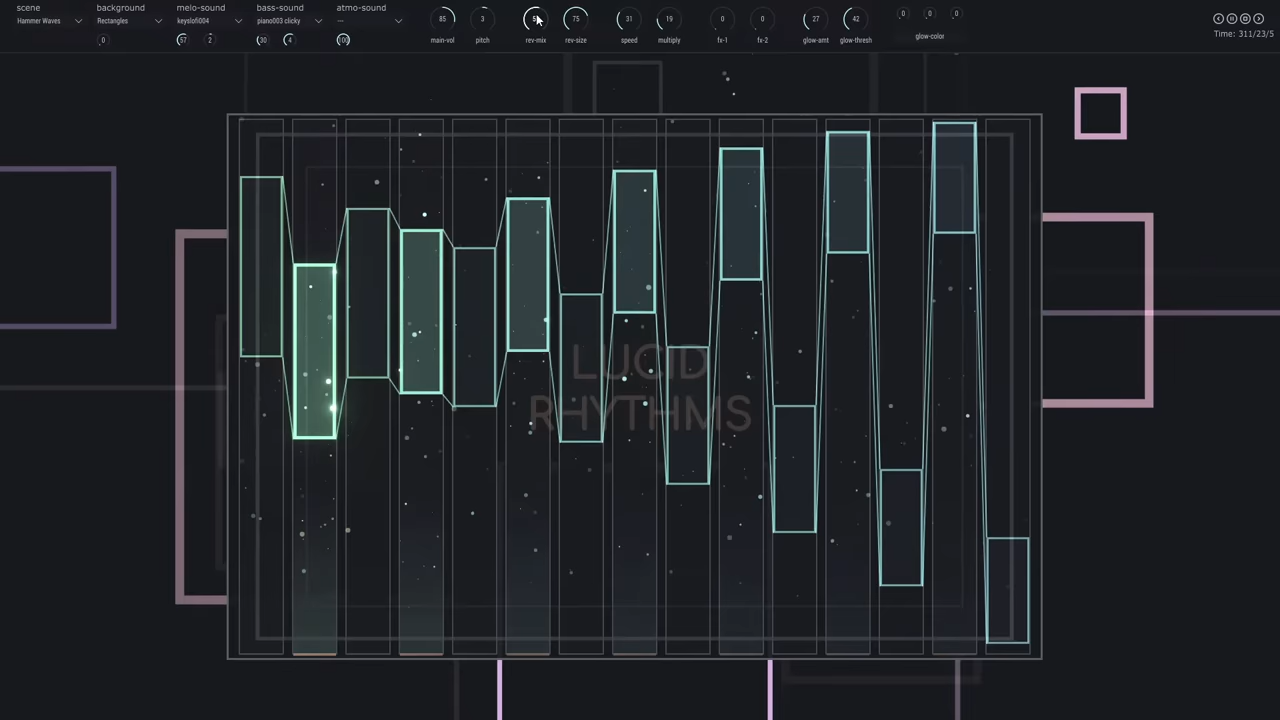 scene
Hammer Waves
background
Rectangles
0
melo-sound
keyslofi004
57
2
bass-sound
piano003 clicky
30
4
atmo-sound
---
100
85
main-vol
3
pitch
rev-mix
75
rev-size
31
speed
19
multiply
0
fx-1
0
fx-2
27
glow-amt
42
glow-thresh
0
0
0
glow-color
Time: 311/23/5
LUCID
RHYTHMS